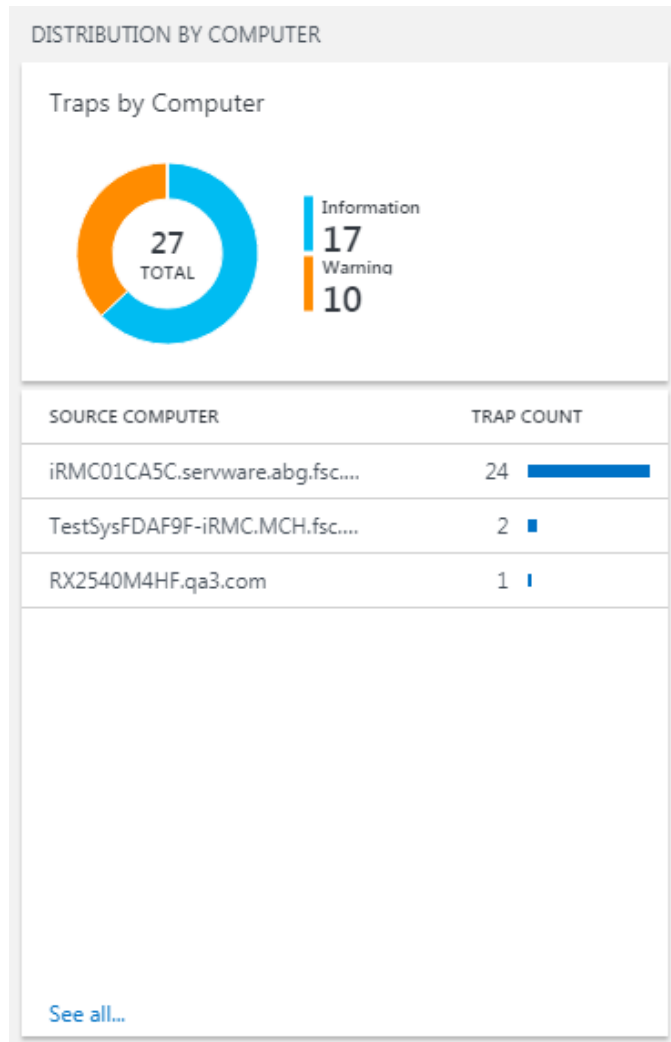 DISTRIBUTION BY COMPUTER
Traps by Computer
27
TOTAL
Information
17
Warning
10
SOURCE COMPUTER TRAP COUNT
iRMC01CA5C.servware.abg.fsc.... 24
TestSysFDAF9F-iRMC.MCH.fsc.... 2
RX2540M4HF.qa3.com 1
See all...